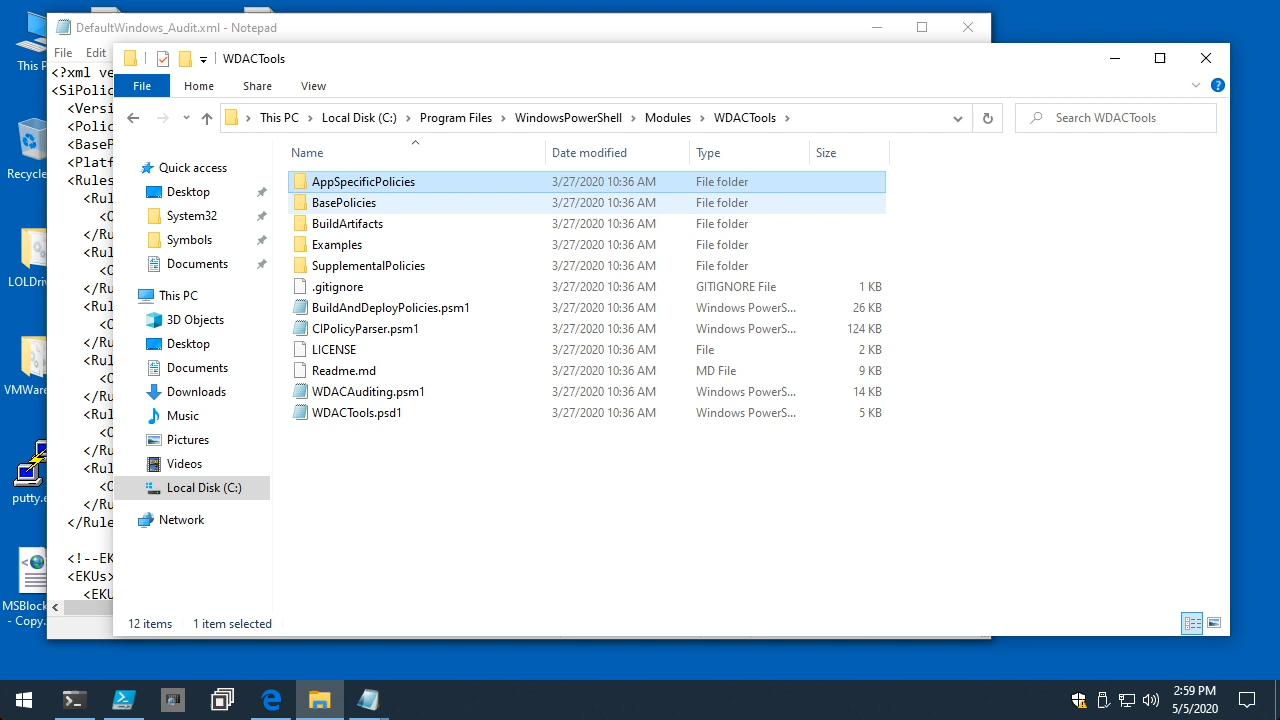 DefaultWindows_Audit.xml - Notepad
File Edit
WDACTools
File Home Share View
This PC Local Disk (C:) Program Files WindowsPowerShell Modules WDACTools
Search WDACTools
Quick access
Desktop
System32
Symbols
Documents
This PC
3D Objects
Desktop
Documents
Downloads
Music
Pictures
Videos
Local Disk (C:)
Network
Name Date modified Type Size
AppSpecificPolicies 3/27/2020 10:36 AM File folder
BasePolicies 3/27/2020 10:36 AM File folder
BuildArtifacts 3/27/2020 10:36 AM File folder
Examples 3/27/2020 10:36 AM File folder
SupplementalPolicies 3/27/2020 10:36 AM File folder
.gitignore 3/27/2020 10:36 AM GITIGNORE File 1 KB
BuildAndDeployPolicies.psm1 3/27/2020 10:36 AM Windows PowerS... 26 KB
CIPolicyParser.psm1 3/27/2020 10:36 AM Windows PowerS... 124 KB
LICENSE 3/27/2020 10:36 AM File 2 KB
Readme.md 3/27/2020 10:36 AM MD File 9 KB
WDACAuditing.psm1 3/27/2020 10:36 AM Windows PowerS... 14 KB
WDACTools.psd1 3/27/2020 10:36 AM Windows PowerS... 5 KB
12 items 1 item selected
<?xml ve
<SiPolic
<Versi
<Polic
<BaseP
<Platf
<Rules
<Rul
<O
</Ru
<Rul
<O
</Ru
<Rul
<O
</Ru
<Rul
<O
</Ru
<Rul
<O
</Ru
<Rul
<O
</Ru
</Rule
<!--EK
<EKUs>
<EKU
This P
Recycle
LOLDri
VMWare
putty.e
MSBlock
- Copy.
2:59 PM
5/5/2020